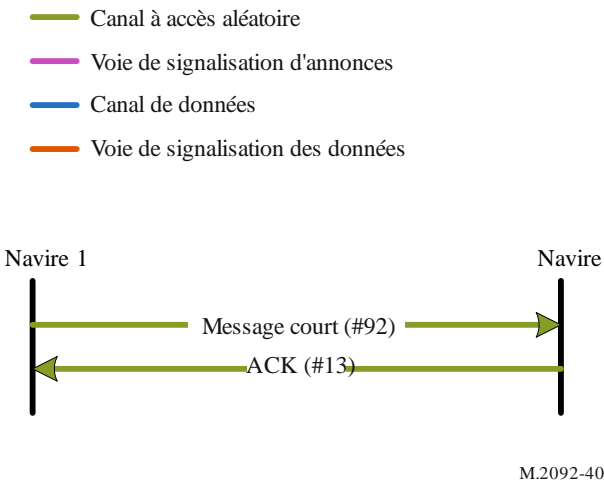 Canal à accès aléatoire
Voie de signalisation d'annonces
Canal de données
Voie de signalisation des données
Navire 1
Navire
Message court (#92)
ACK (#13)
M.2092-40